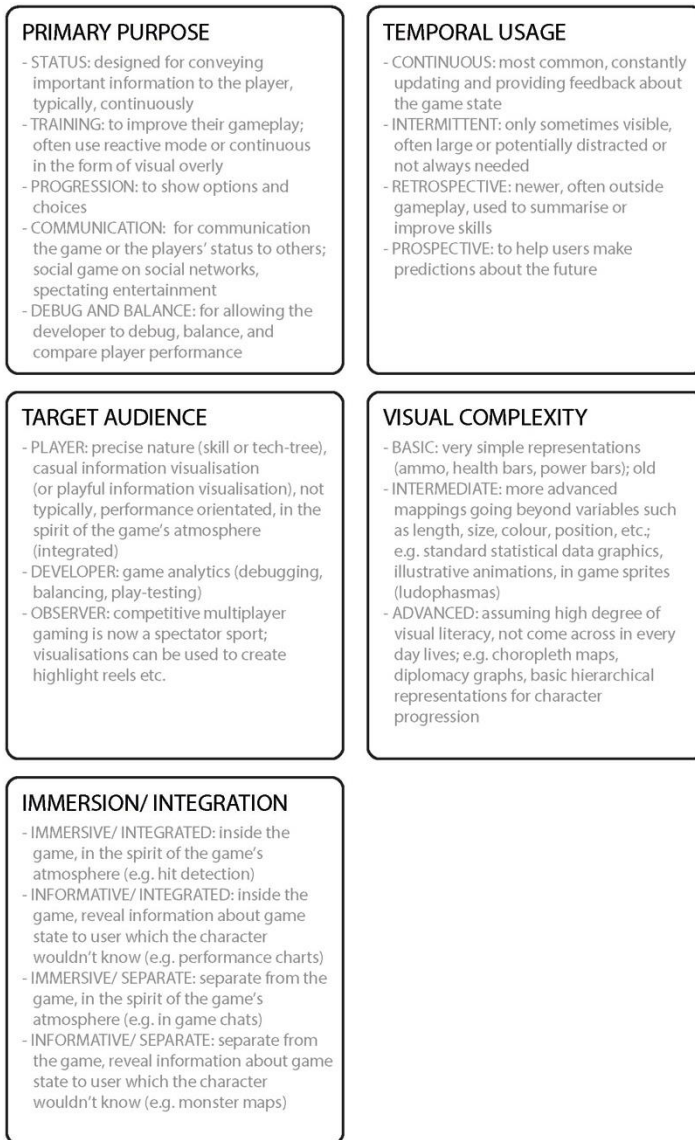 PRIMARY PURPOSE
- STATUS: designed for conveying
important information to the player,
typically, continuously
- TRAINING: to improve their gameplay;
often use reactive mode or continuous
in the form of visual overly
- PROGRESSION: to show options and
choices
- COMMUNICATION: for communication
the game or the players' status to others;
social game on social networks,
spectating entertainment
- DEBUG AND BALANCE: for allowing the
developer to debug, balance, and
compare player performance
TEMPORAL USAGE
- CONTINUOUS: most common, constantly
updating and providing feedback about
the game state
- INTERMITTENT: only sometimes visible,
often large or potentially distracted or
not always needed
- RETROSPECTIVE: newer, often outside
gameplay, used to summarise or
improve skills
- PROSPECTIVE: to help users make
predictions about the future
TARGET AUDIENCE
- PLAYER: precise nature (skill or tech-tree),
casual information visualisation
(or playful information visualisation), not
typically, performance orientated, in the
spirit of the game's atmosphere
(integrated)
- DEVELOPER: game analytics (debugging,
balancing, play-testing)
- OBSERVER: competitive multiplayer
gaming is now a spectator sport;
visualisations can be used to create
highlight reels etc.
VISUAL COMPLEXITY
- BASIC: very simple representations
(ammo, health bars, power bars); old
- INTERMEDIATE: more advanced
mappings going beyond variables such
as length, size, colour, position, etc.;
e.g. standard statistical data graphics,
illustrative animations, in game sprites
(ludophasmas)
- ADVANCED: assuming high degree of
visual literacy, not come across in every
day lives; e.g. choropleth maps,
diplomacy graphs, basic hierarchical
representations for character
progression
IMMERSION/ INTEGRATION
- IMMERSIVE/ INTEGRATED: inside the
game, in the spirit of the game's
atmosphere (e.g. hit detection)
- INFORMATIVE/ INTEGRATED: inside the
game, reveal information about game
state to user which the character
wouldn't know (e.g. performance charts)
- IMMERSIVE/ SEPARATE: separate from the
game, in the spirit of the game's
atmosphere (e.g. in game chats)
- INFORMATIVE/ SEPARATE: separate from
the game, reveal information about game
state to user which the character
wouldn't know (e.g. monster maps)